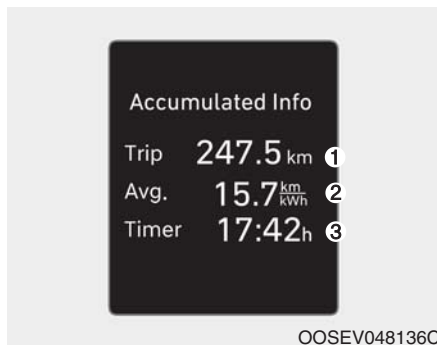 Accumulated Info
Trip 247.5 km ①
Avg. 15.7 km/kWh ②
Timer 17:42h ③
OOSEV048136C